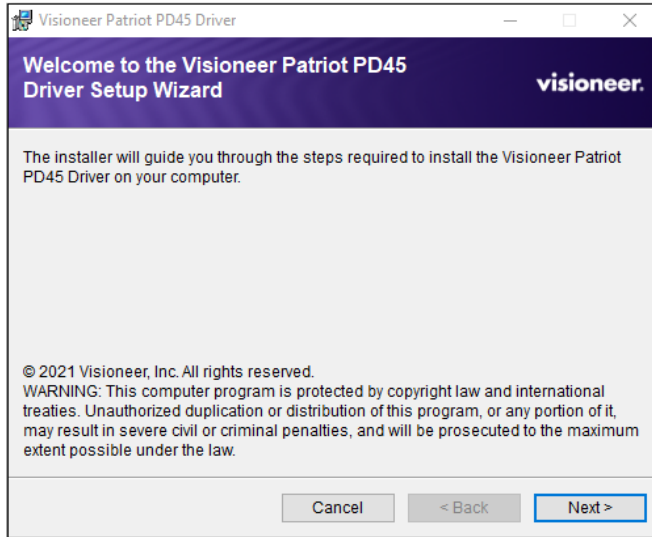 Visioneer Patriot PD45 Driver
Welcome to the Visioneer Patriot PD45
Driver Setup Wizard
visioneer.
The installer will guide you through the steps required to install the Visioneer Patriot
PD45 Driver on your computer.
© 2021 Visioneer, Inc. All rights reserved.
WARNING: This computer program is protected by copyright law and international
treaties. Unauthorized duplication or distribution of this program, or any portion of it,
may result in severe civil or criminal penalties, and will be prosecuted to the maximum
extent possible under the law.
Cancel < Back Next >